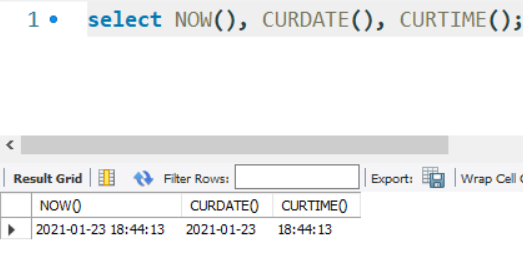 1 select NOW(), CURDATE(), CURTIME();
Result Grid Filter Rows: Export: Wrap Cell
NOW() CURDATE() CURTIME()
2021-01-23 18:44:13 2021-01-23 18:44:13